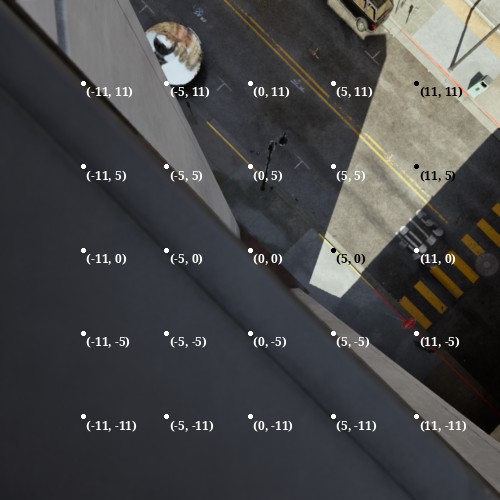 (-11, 11) (-5, 11) (0, 11) (5, 11) (11, 11)
(-11, 5) (-5, 5) (0, 5) (5, 5) (11, 5)
(-11, 0) (-5, 0) (0, 0) (5, 0) (11, 0)
(-11, -5) (-5, -5) (0, -5) (5, -5) (11, -5)
(-11, -11) (-5, -11) (0, -11) (5, -11) (11, -11)